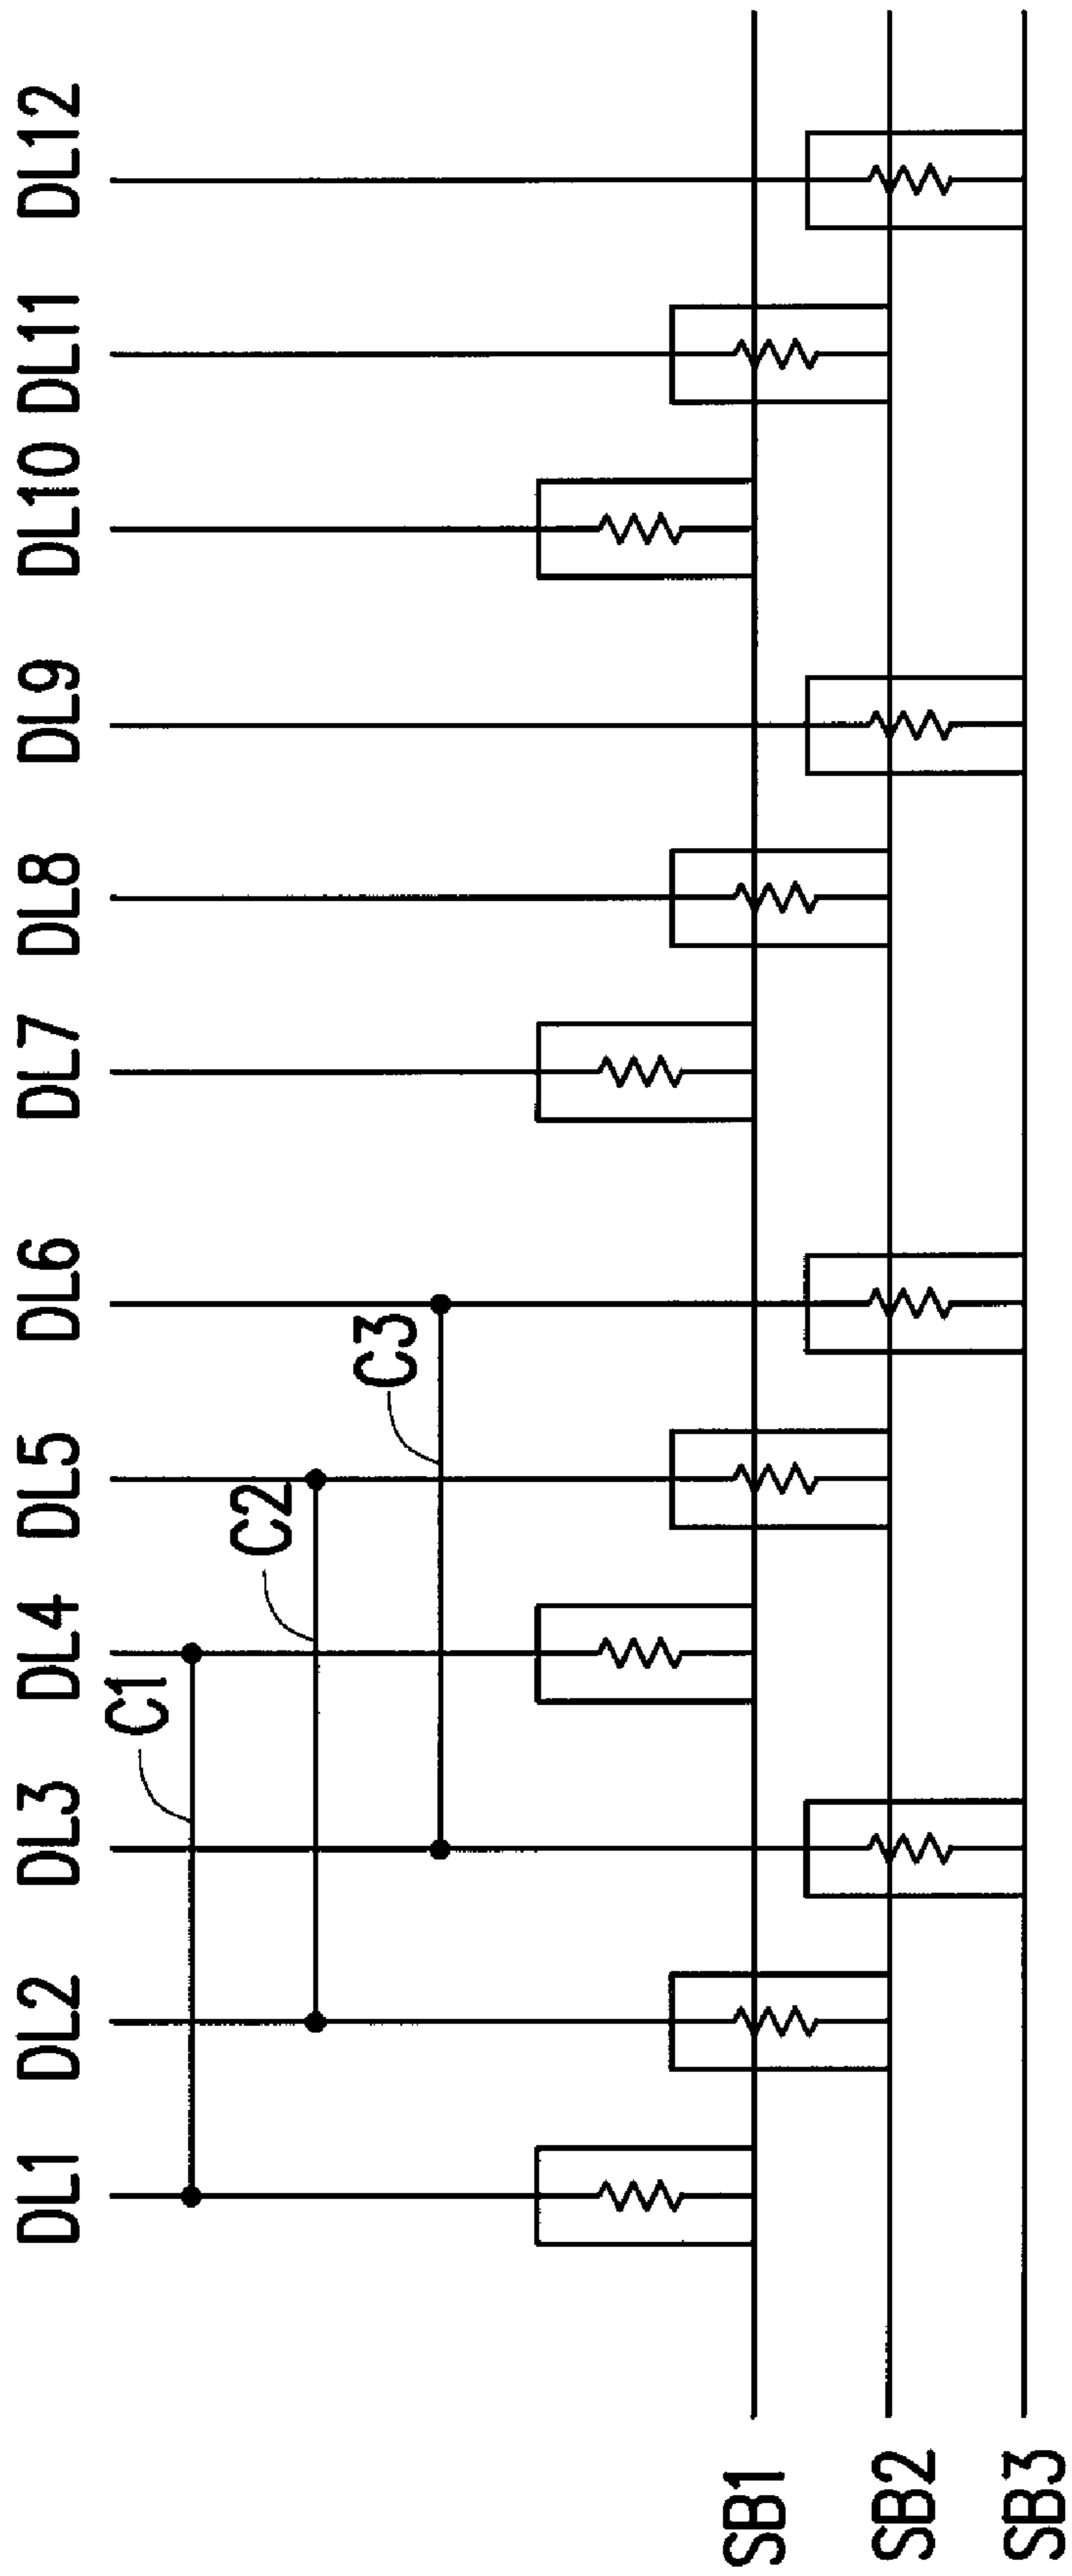 DL1 DL2 DL3 DL4 DL5 DL6 DL7 DL8 DL9 DL10 DL11 DL12
C1
C2
C3
SB1
SB2
SB3